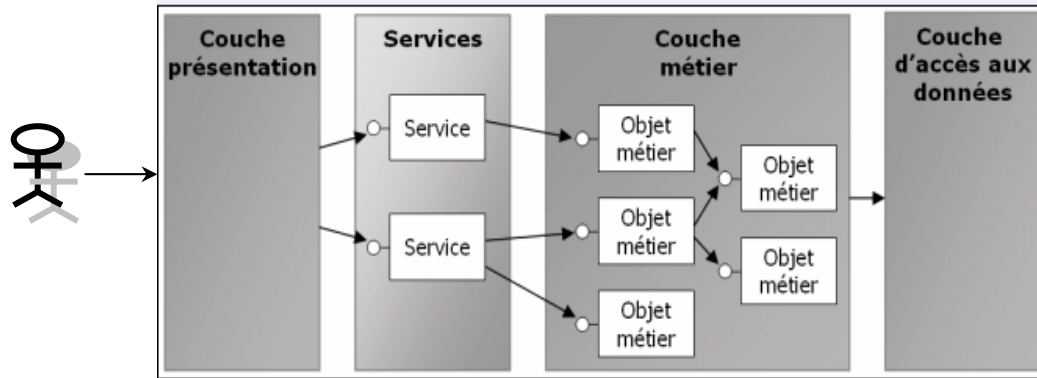 Couche
présentation
Services
Service
Service
Couche
métier
Objet
métier
Objet
métier
Objet
métier
Objet
métier
Objet
métier
Couche
d'accès aux
données